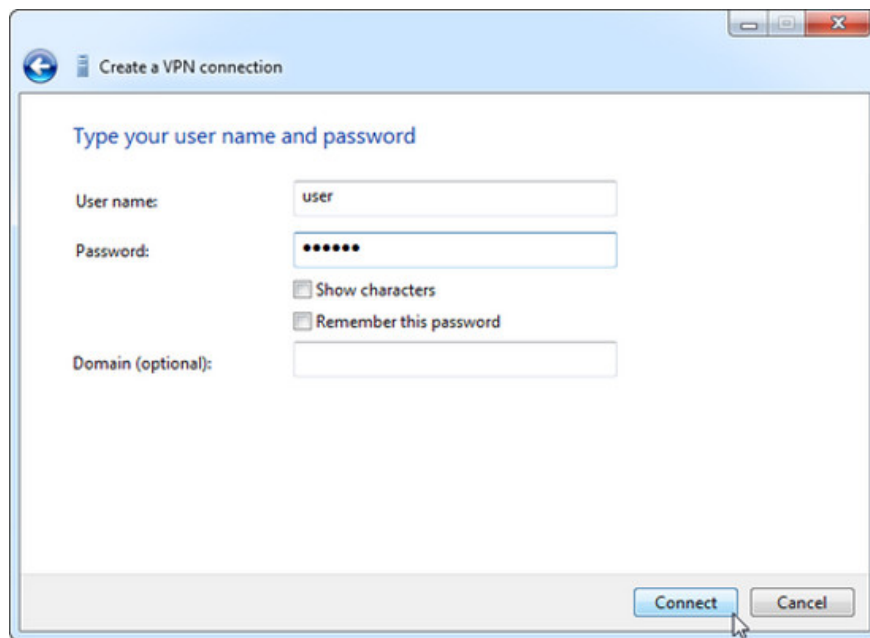 Create a VPN connection
Type your user name and password
User name: user
Password: ••••••
Show characters
Remember this password
Domain (optional):
Connect Cancel